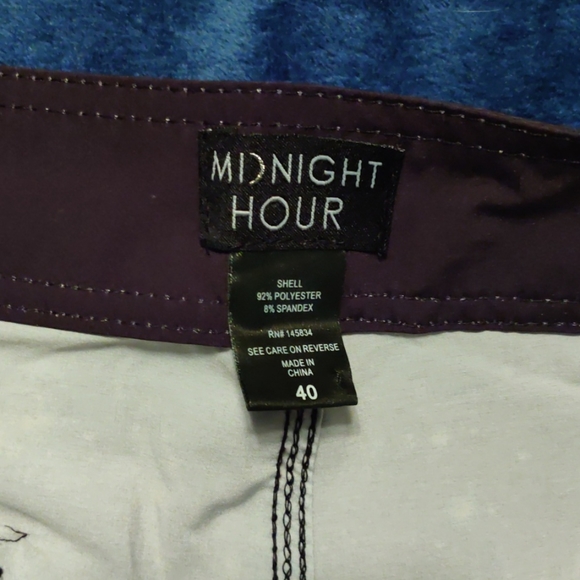 MIDNIGHT
HOUR
SHELL
92% POLYESTER
8% SPANDEX
RN# 145834
SEE CARE ON REVERSE
MADE IN
CHINA
40